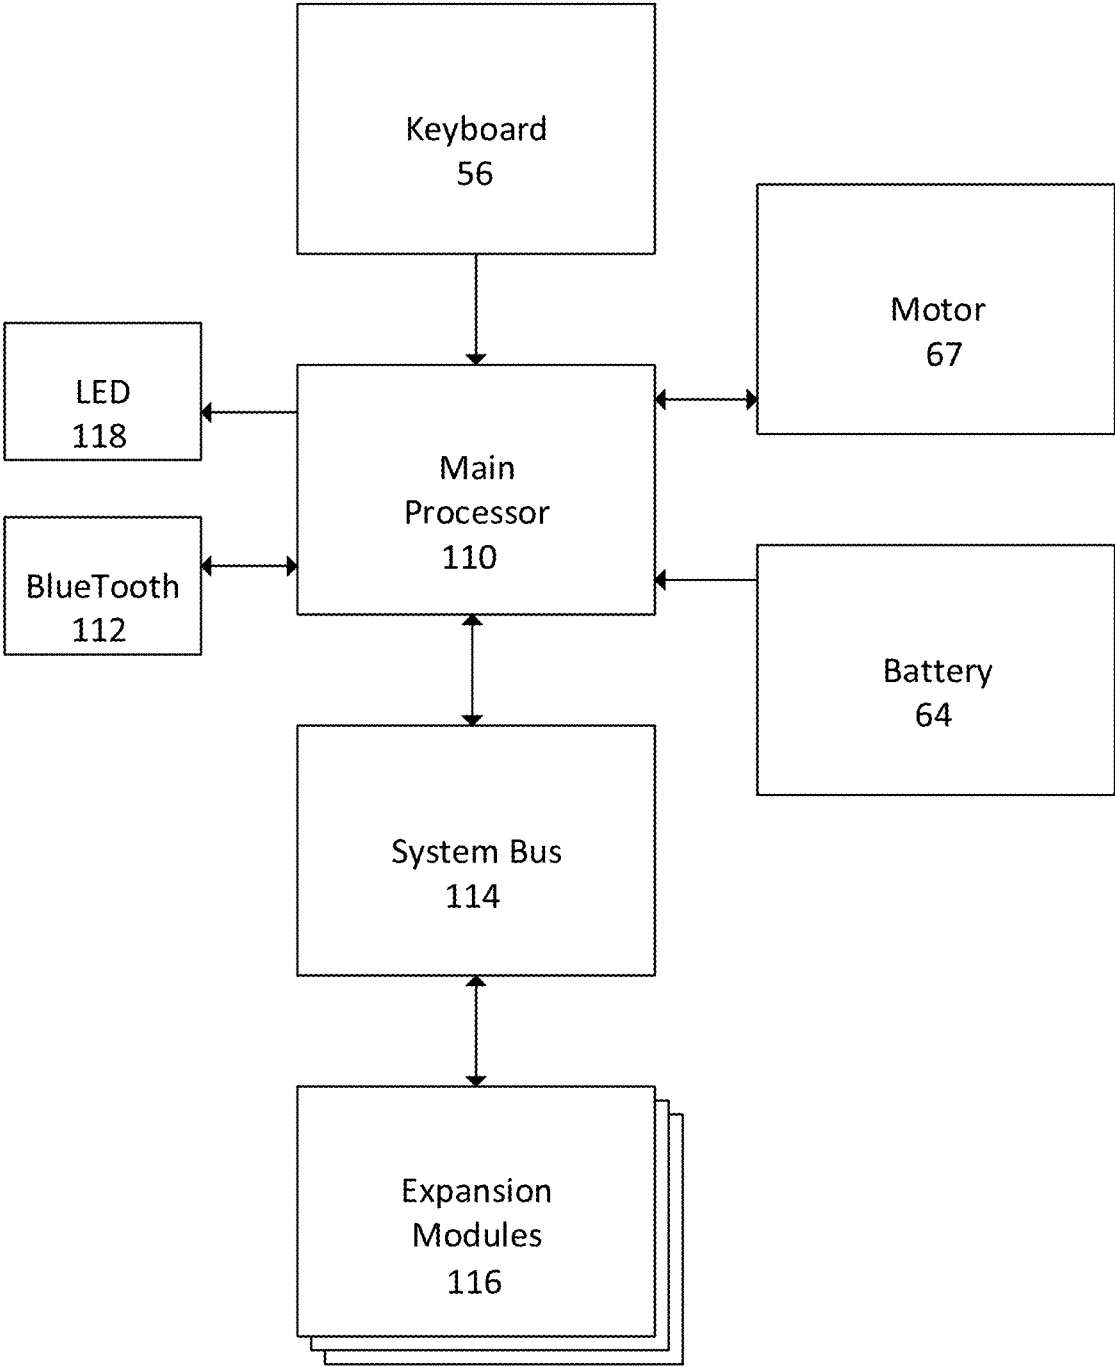 Keyboard
56
Motor
67
LED
118
Main
Processor
110
BlueTooth
112
Battery
64
System Bus
114
Expansion
Modules
116